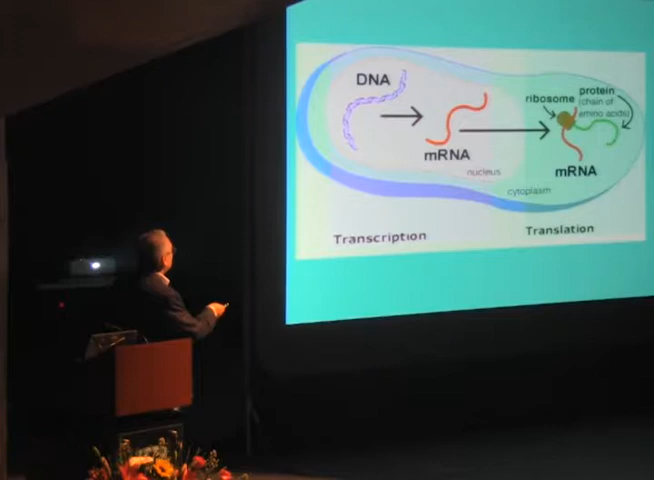 DNA
mRNA
nucleus
cytoplasm
ribosome
protein
(chain of
amino acids)
mRNA
Transcription
Translation